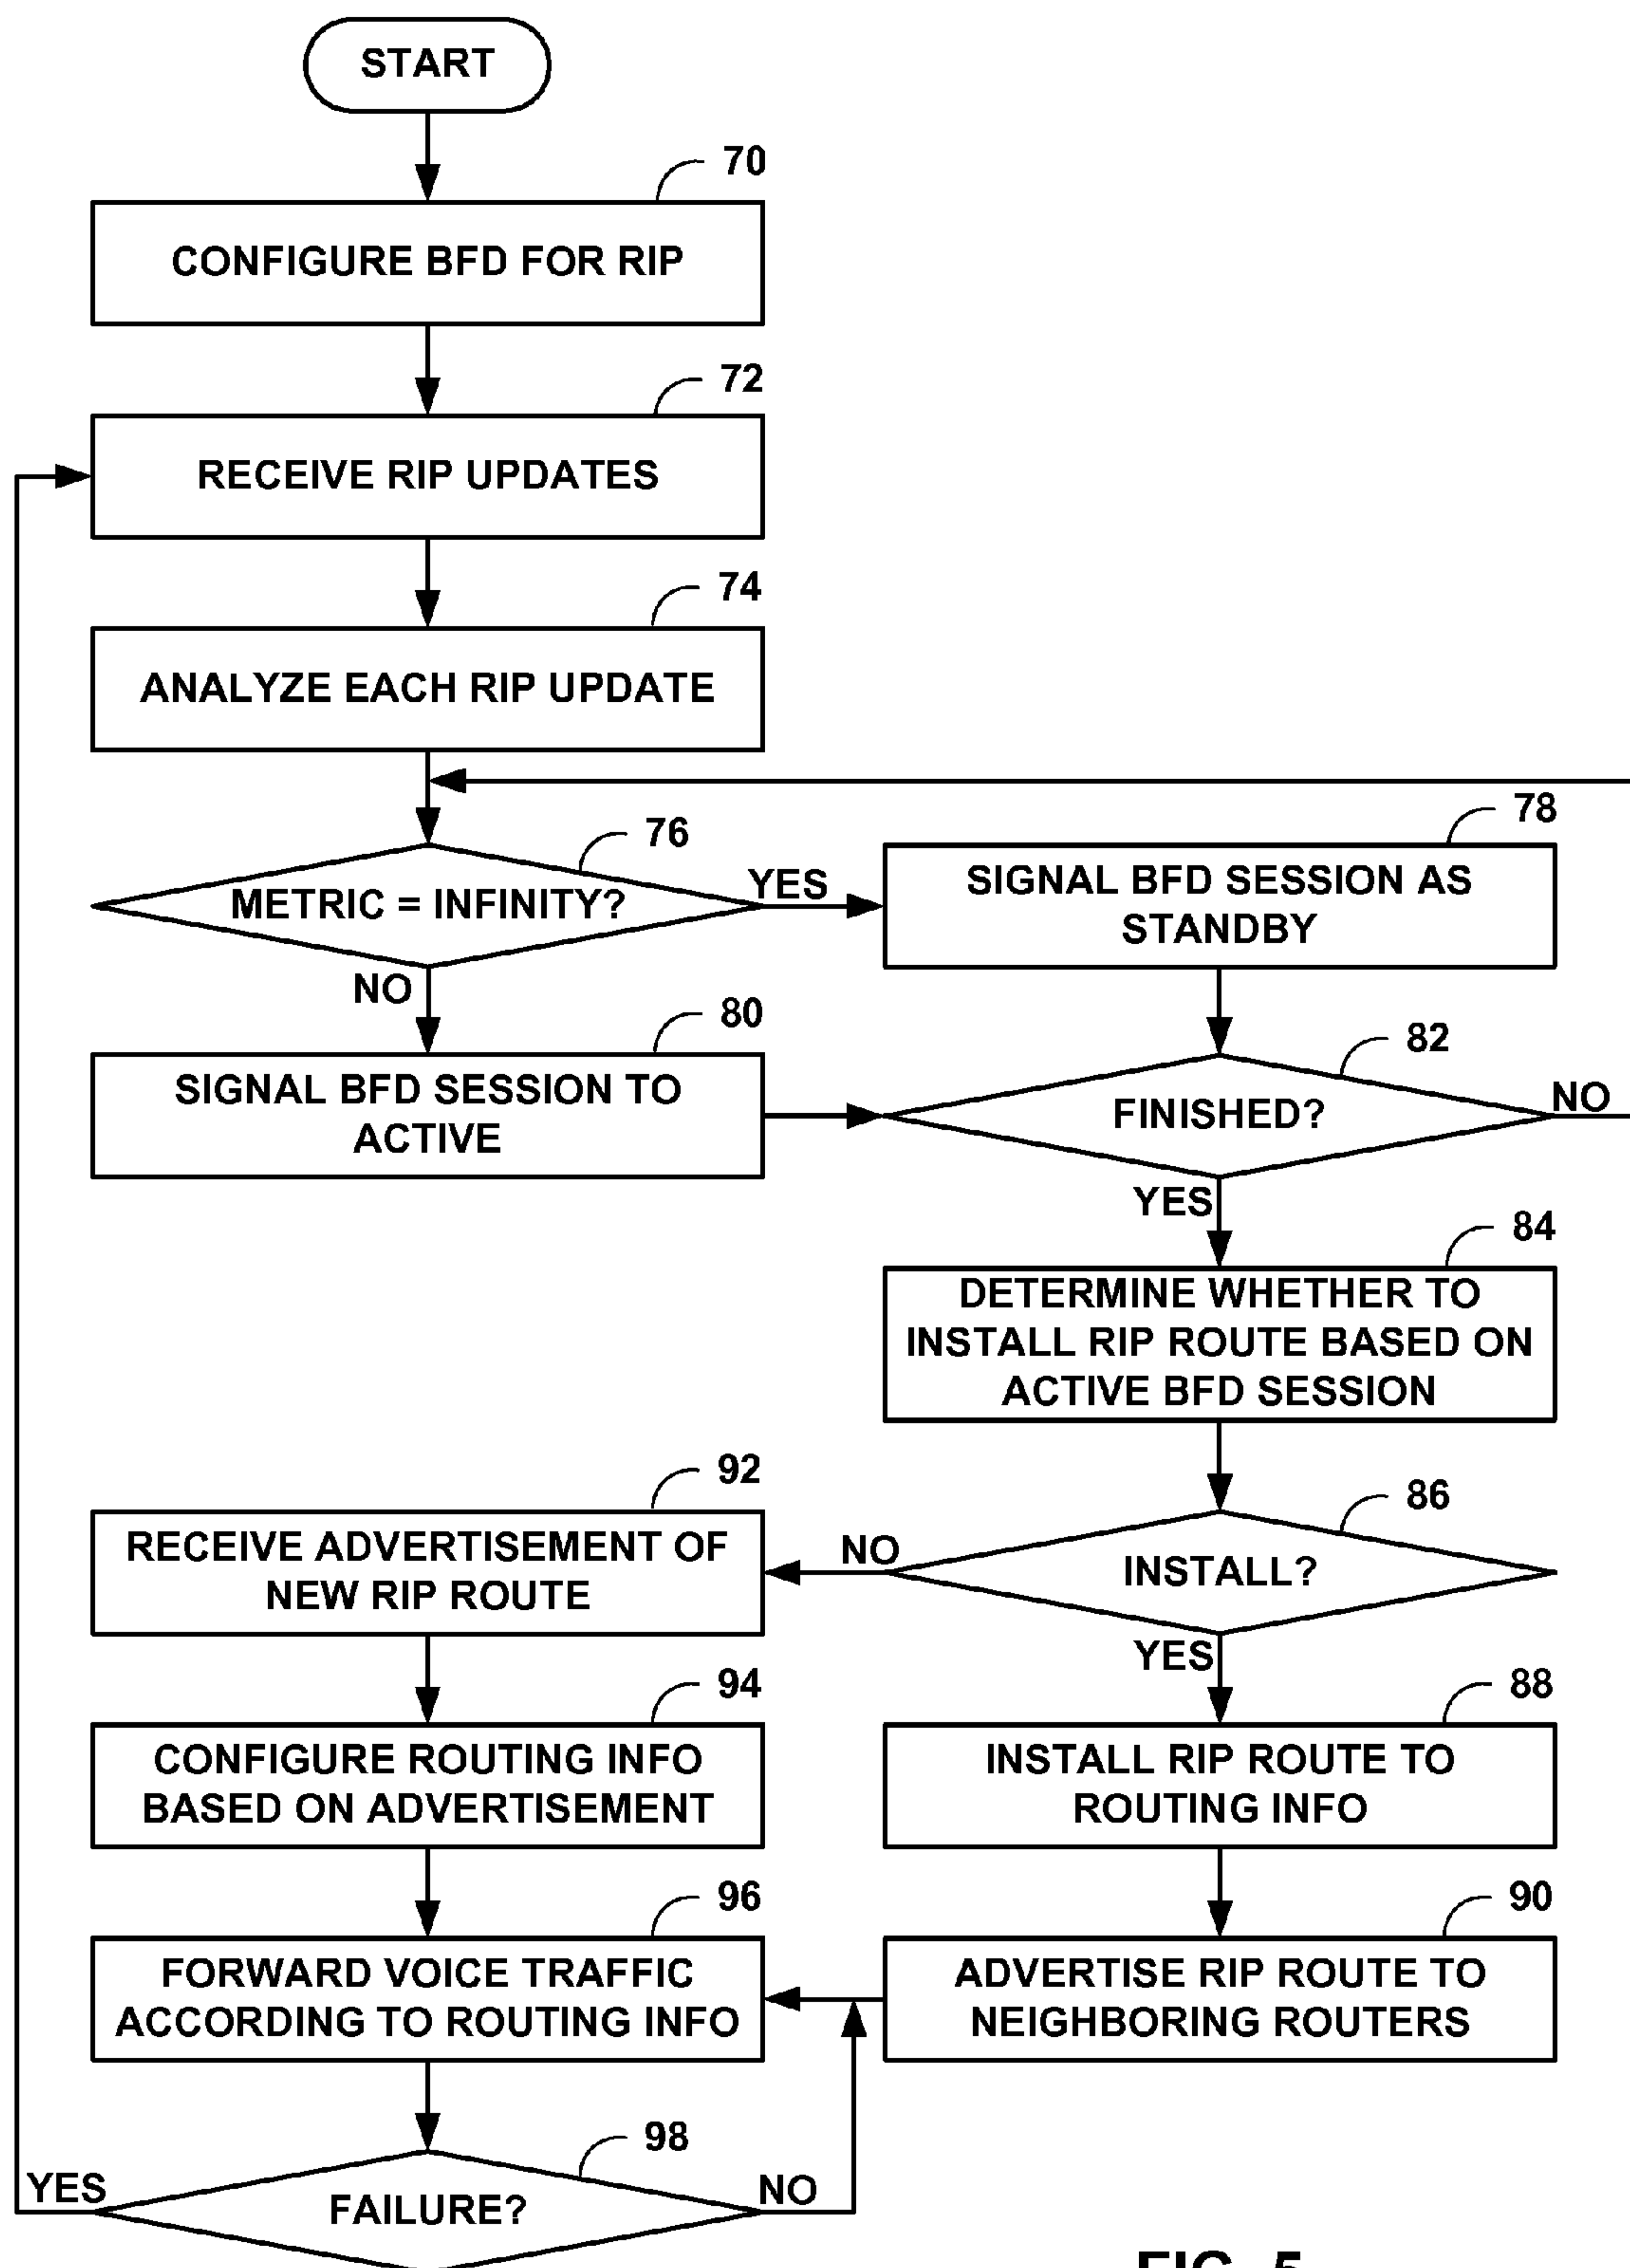 START
70
CONFIGURE BFD FOR RIP
72
RECEIVE RIP UPDATES
74
ANALYZE EACH RIP UPDATE
76
METRIC = INFINITY?
YES
78
SIGNAL BFD SESSION AS
STANDBY
NO
80
SIGNAL BFD SESSION TO
ACTIVE
82
FINISHED?
NO
YES
84
DETERMINE WHETHER TO
INSTALL RIP ROUTE BASED ON
ACTIVE BFD SESSION
86
INSTALL?
NO
YES
92
RECEIVE ADVERTISEMENT OF
NEW RIP ROUTE
94
CONFIGURE ROUTING INFO
BASED ON ADVERTISEMENT
88
INSTALL RIP ROUTE TO
ROUTING INFO
96
FORWARD VOICE TRAFFIC
ACCORDING TO ROUTING INFO
90
ADVERTISE RIP ROUTE TO
NEIGHBORING ROUTERS
98
FAILURE?
YES
NO
FIG. 5